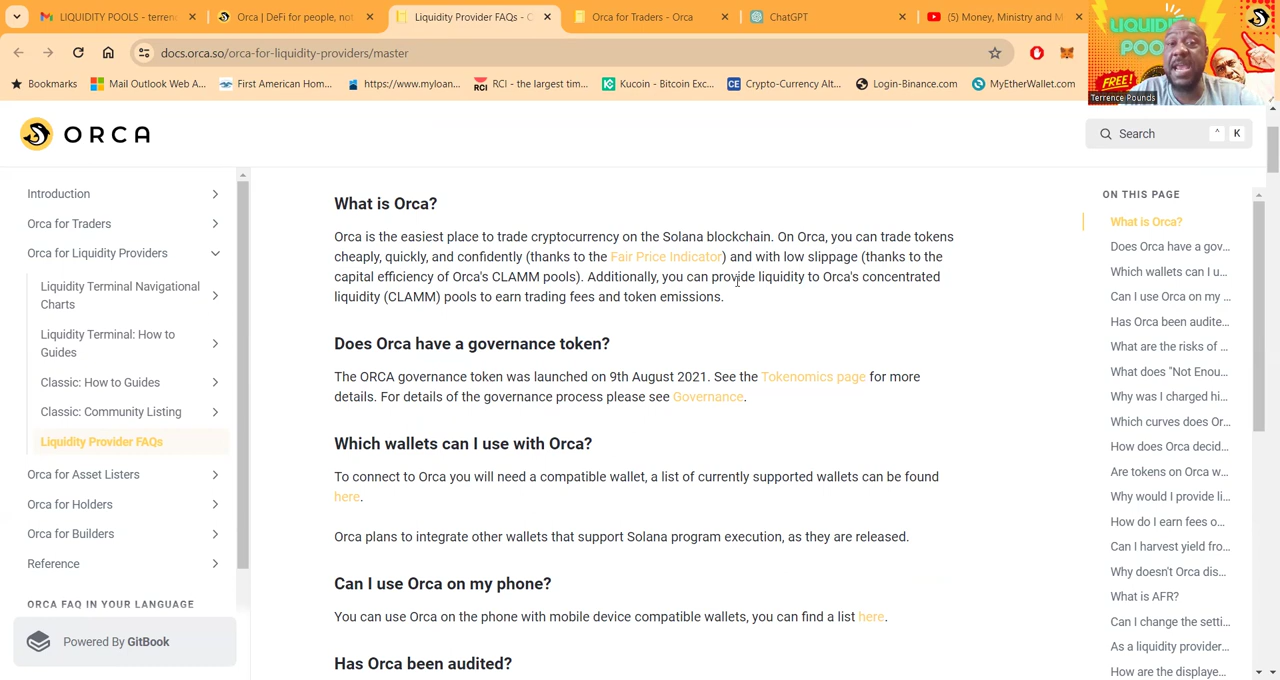 LIQUIDITY POOLS - terrenc
Orca | DeFi for people, not
Liquidity Provider FAQs - O
Orca for Traders - Orca
ChatGPT
(5) Money, Ministry and M
docs.orca.so/orca-for-liquidity-providers/master
Bookmarks
Mail Outlook Web A...
First American Hom...
https://www.myloan...
RCI - the largest tim...
Kucoin - Bitcoin Exc...
Crypto-Currency Alt...
Login-Binance.com
MyEtherWallet.com
LIQUIDITY
POOL
FREE!
Terrence Pounds
ORCA
Search
^ K
Introduction
Orca for Traders
Orca for Liquidity Providers
Liquidity Terminal Navigational
Charts
Liquidity Terminal: How to
Guides
Classic: How to Guides
Classic: Community Listing
Liquidity Provider FAQs
Orca for Asset Listers
Orca for Holders
Orca for Builders
Reference
ORCA FAQ IN YOUR LANGUAGE
Powered By GitBook
What is Orca?
Orca is the easiest place to trade cryptocurrency on the Solana blockchain. On Orca, you can trade tokens
cheaply, quickly, and confidently (thanks to the Fair Price Indicator) and with low slippage (thanks to the
capital efficiency of Orca's CLAMM pools). Additionally, you can provide liquidity to Orca's concentrated
liquidity (CLAMM) pools to earn trading fees and token emissions.
Does Orca have a governance token?
The ORCA governance token was launched on 9th August 2021. See the Tokenomics page for more
details. For details of the governance process please see Governance.
Which wallets can I use with Orca?
To connect to Orca you will need a compatible wallet, a list of currently supported wallets can be found
here.
Orca plans to integrate other wallets that support Solana program execution, as they are released.
Can I use Orca on my phone?
You can use Orca on the phone with mobile device compatible wallets, you can find a list here.
Has Orca been audited?
ON THIS PAGE
What is Orca?
Does Orca have a gov...
Which wallets can I u...
Can I use Orca on my ...
Has Orca been audite...
What are the risks of ...
What does "Not Enou...
Why was I charged hi...
Which curves does Or...
How does Orca decid...
Are tokens on Orca w...
Why would I provide li...
How do I earn fees o...
Can I harvest yield fro...
Why doesn't Orca dis...
What is AFR?
Can I change the setti...
As a liquidity provider...
How are the displaye...